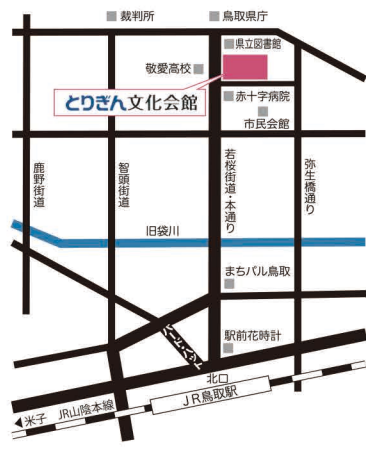 裁判所
鳥取県庁
県立図書館
敬愛高校
とりぎん文化会館
赤十字病院
市民会館
鹿野街道
智頭街道
若桜街道・本通り
弥生橋通り
旧袋川
まちパル鳥取
駅前花時計
北口
JR鳥取駅
米子 JR山陰本線